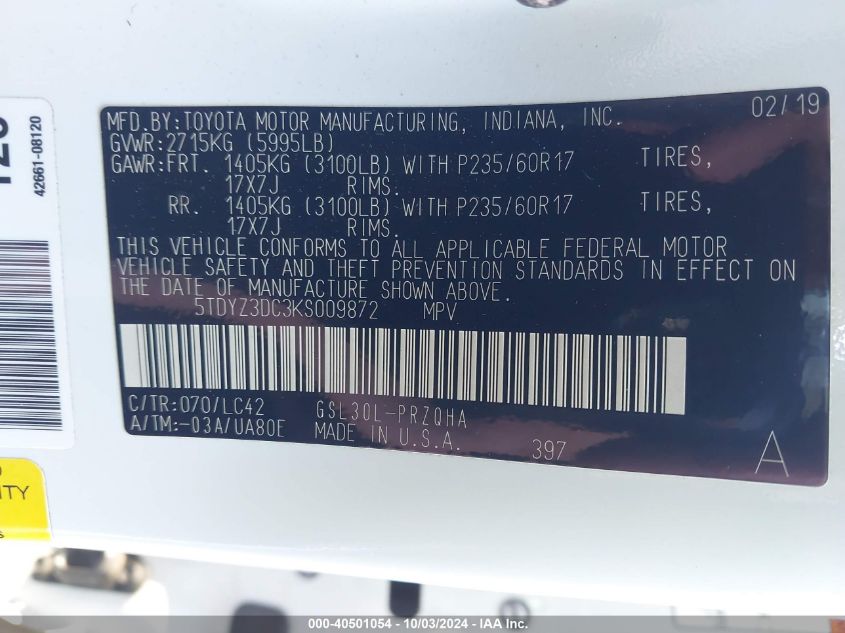 42661-08120
MFD.BY:TOYOTA MOTOR MANUFACTURING, INDIANA, INC. 02/19
GVWR:2715KG (5995LB)
GAWR:FRT. 1405KG (3100LB) WITH P235/60R17 TIRES,
17X7J RIMS.
RR. 1405KG (3100LB) WITH P235/60R17 TIRES,
17X7J RIMS.
THIS VEHICLE CONFORMS TO ALL APPLICABLE FEDERAL MOTOR
VEHICLE SAFETY AND THEFT PREVENTION STANDARDS IN EFFECT ON
THE DATE OF MANUFACTURE SHOWN ABOVE.
5TDYZ3DC3KS009872 MPV
C/TR:070/LC42 GSL30L-PRZQHA
A/TM:-03A/UA80E MADE IN U.S.A. 397 A
000-40501054 - 10/03/2024 - IAA Inc.